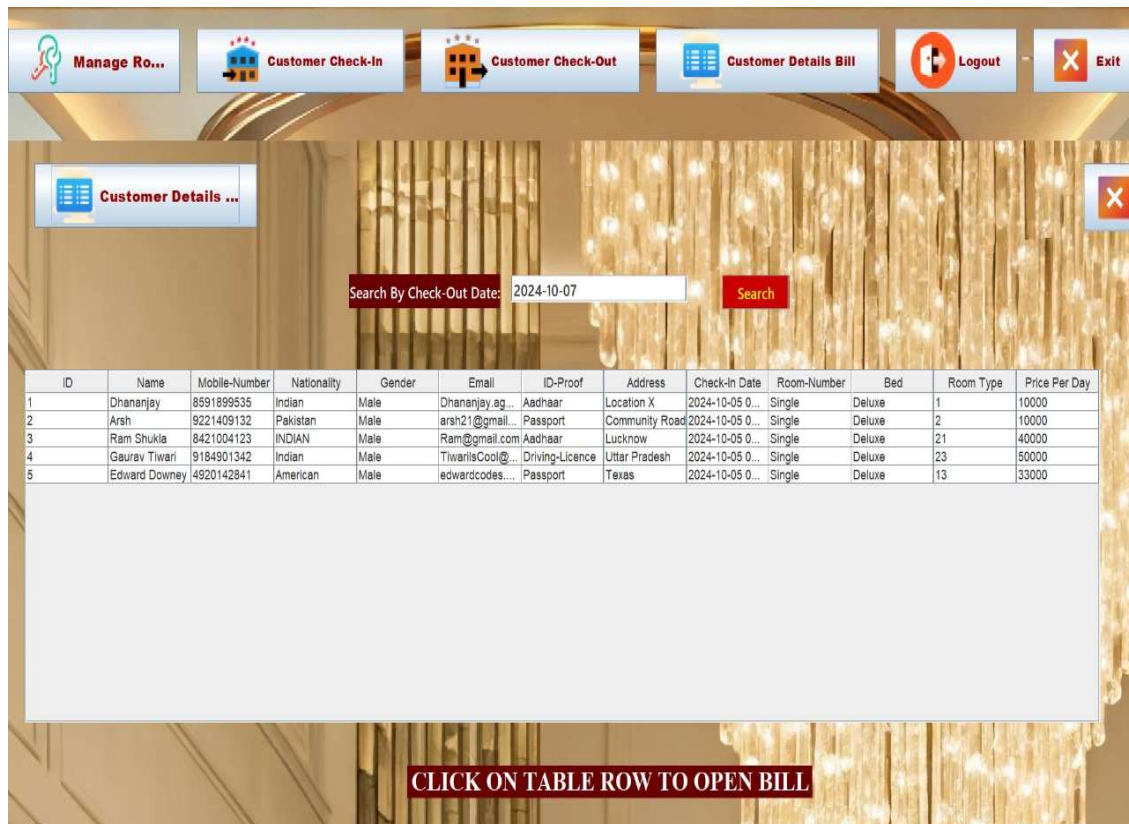 Manage Ro... Customer Check-In Customer Check-Out Customer Details Bill Logout Exit
Customer Details ...
Search By Check-Out Date: 2024-10-07 Search
ID Name Mobile-Number Nationality Gender Email ID-Proof Address Check-In Date Room-Number Bed Room Type Price Per Day
1 Dhananjay 8591899535 Indian Male Dhananjay.ag... Aadhaar Location X 2024-10-05 0... Single Deluxe 1 10000
2 Arsh 9221409132 Pakistan Male arsh21@gmail... Passport Community Road 2024-10-05 0... Single Deluxe 2 10000
3 Ram Shukla 8421004123 INDIAN Male Ram@gmail.com Aadhaar Lucknow 2024-10-05 0... Single Deluxe 21 40000
4 Gaurav Tiwari 9184901342 Indian Male TiwariIsCool@... Driving-Licence Uttar Pradesh 2024-10-05 0... Single Deluxe 23 50000
5 Edward Downey 4920142841 American Male edwardcodes.... Passport Texas 2024-10-05 0... Single Deluxe 13 33000
CLICK ON TABLE ROW TO OPEN BILL